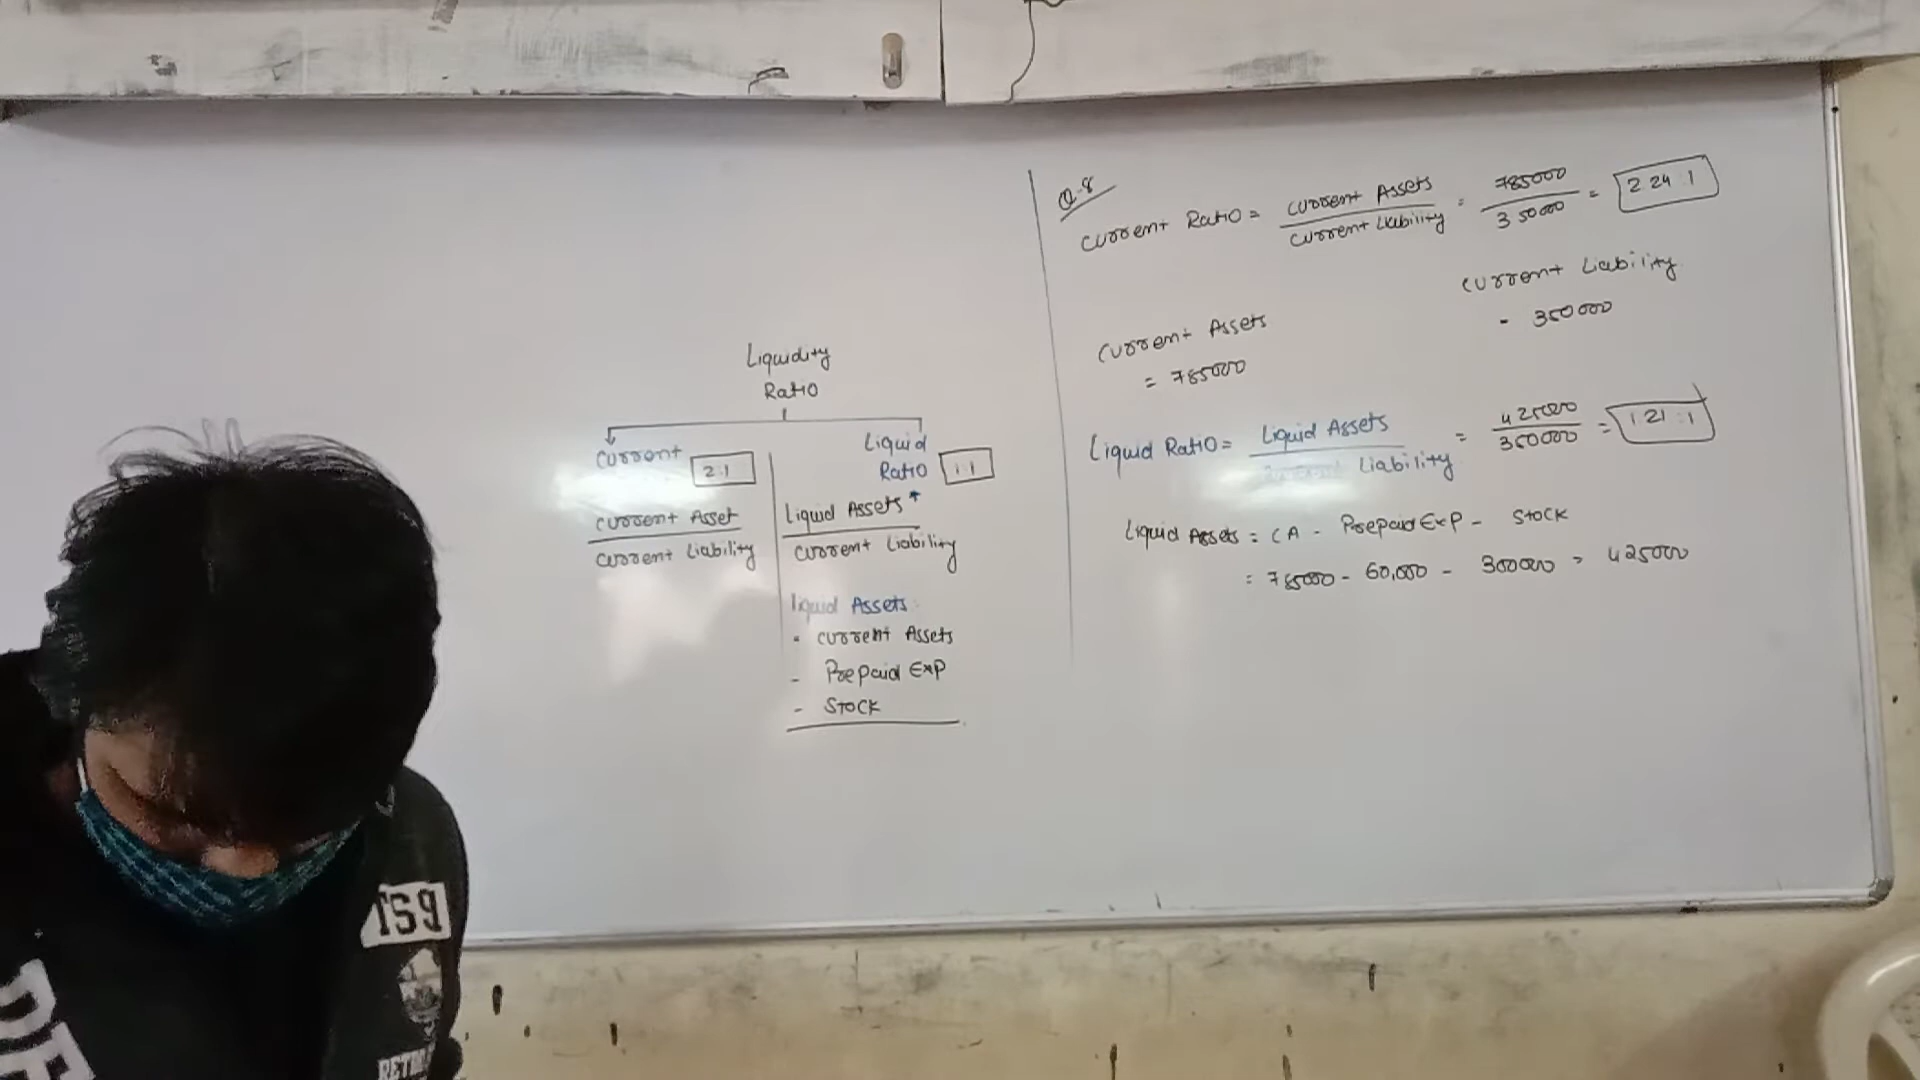 Liquidity
Ratio
Current 2:1
Current Asset
Current Liability
Liquid
Ratio 1:1
Liquid Assets*
Current Liability
liquid Assets:
- Current Assets
- Prepaid Exp
- Stock
Q-8
Current Ratio = Current Assets / Current Liability = 785000 / 350000 = 2.24:1
Current Liability
- 350000
Current Assets
= 785000
Liquid Ratio = Liquid Assets / Liability = 425000 / 350000 = 1.21:1
Liquid Assets = CA - Prepaid Exp - Stock
= 785000 - 60,000 - 300000 = 425000
TS9